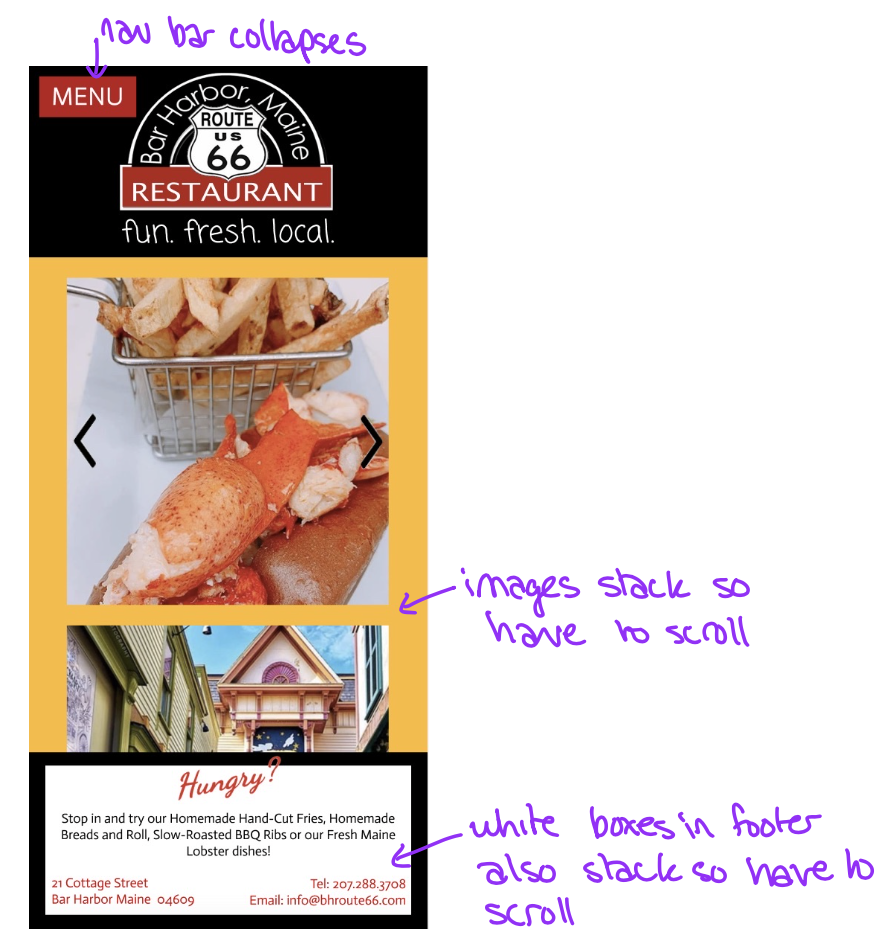 nav bar collapses
MENU
Bar Harbor, Maine
ROUTE
US
66
RESTAURANT
fun. fresh. local.
images stack so
have to scroll
Hungry?
Stop in and try our Homemade Hand-Cut Fries, Homemade
Breads and Roll, Slow-Roasted BBQ Ribs or our Fresh Maine
Lobster dishes!
21 Cottage Street
Bar Harbor Maine 04609
Tel: 207.288.3708
Email: info@bhroute66.com
white boxes in footer
also stack so have to
scroll